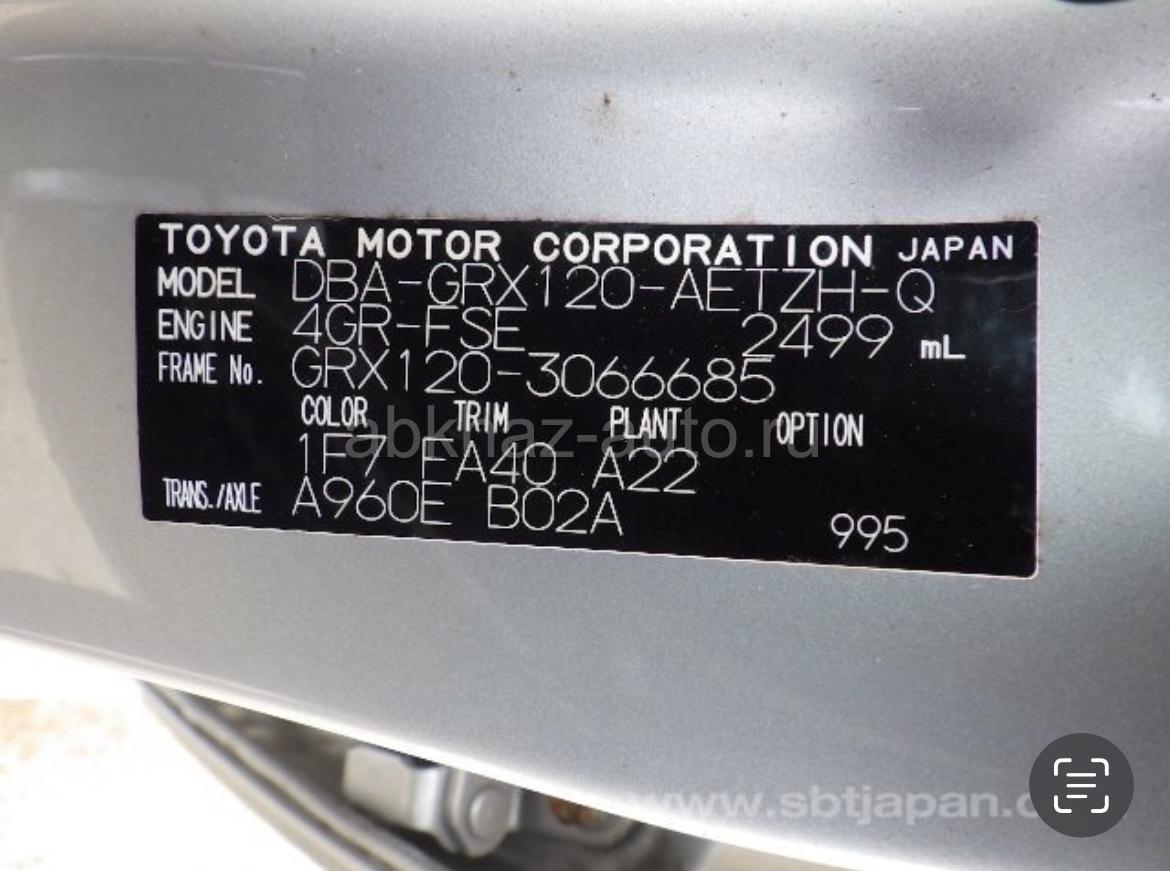 TOYOTA MOTOR CORPORATION JAPAN
MODEL DBA-GRX120-AETZH-Q
ENGINE 4GR-FSE 2499 mL
FRAME No. GRX120-3066685
COLOR TRIM PLANT OPTION
abkhaz-auto.ru
1F7 FA40 A22
TRANS./AXLE A960E B02A 995
www.sbtjapan.c